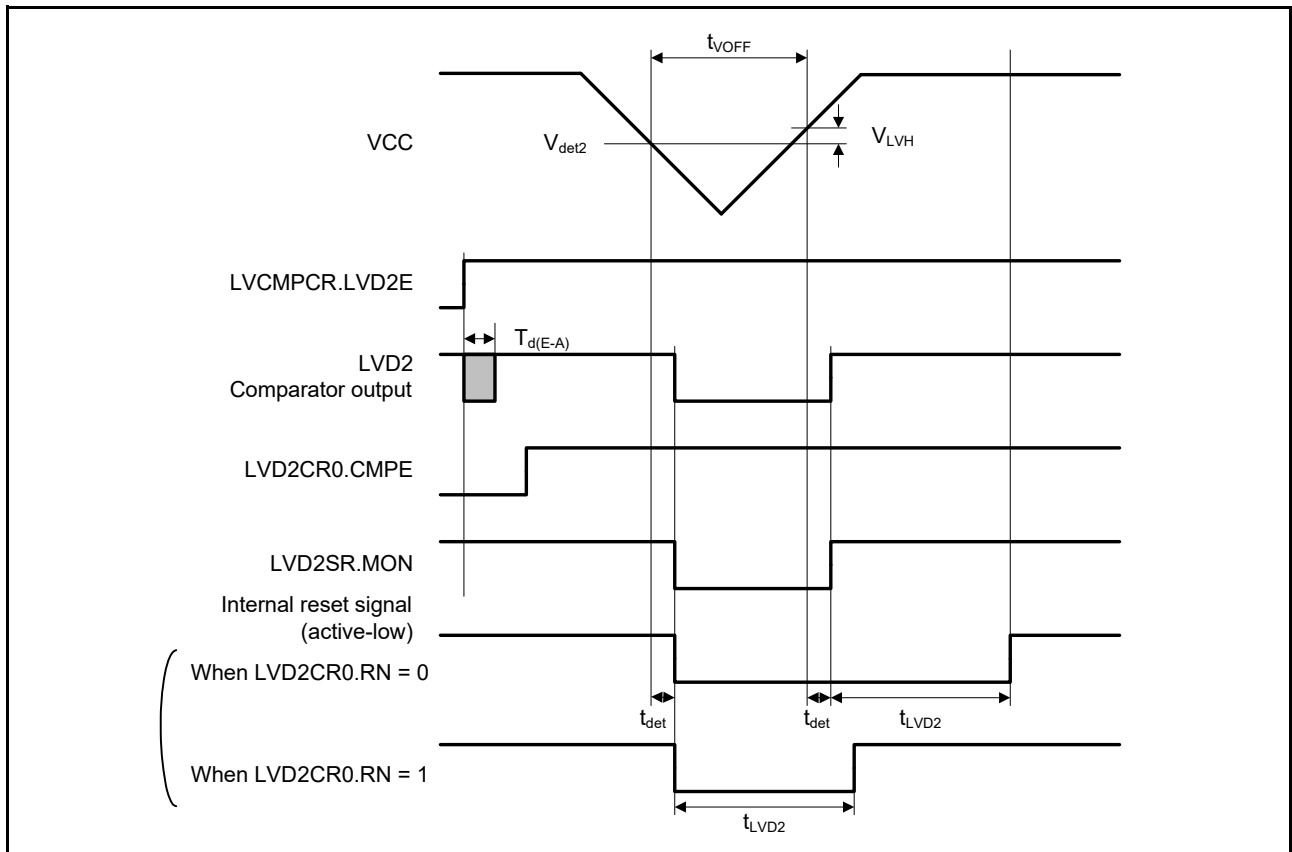 tVOFF
VCC
Vdet2
VLVH
LVCMPCR.LVD2E
Td(E-A)
LVD2
Comparator output
LVD2CR0.CMPE
LVD2SR.MON
Internal reset signal
(active-low)
When LVD2CR0.RN = 0
tdet
tdet
tLVD2
When LVD2CR0.RN = 1
tLVD2